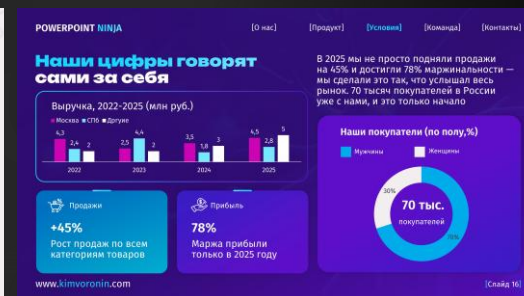 POWERPOINT NINJA
[О нас]
[Продукт]
[Условия]
[Команда]
[Контакты]
Наши цифры говорят
сами за себя
В 2025 мы не просто подняли продажи
на 45% и достигли 78% маржинальности —
мы сделали это так, что услышал весь
рынок. 70 тысяч покупателей в России
уже с нами, и это только начало
Выручка, 2022-2025 (млн руб.)
Москва СПб Другие
4,3 2,4 2 2,5 4,4 2 3,5 1,8 3 4,5 2,8 5
2022 2023 2024 2025
Продажи
+45%
Рост продаж по всем
категориям товаров
Прибыль
78%
Маржа прибыли
только в 2025 году
Наши покупатели (по полу,%)
Мужчины Женщины
30%
70 тыс.
покупателей
70%
www.kimvoronin.com
[Слайд 16]